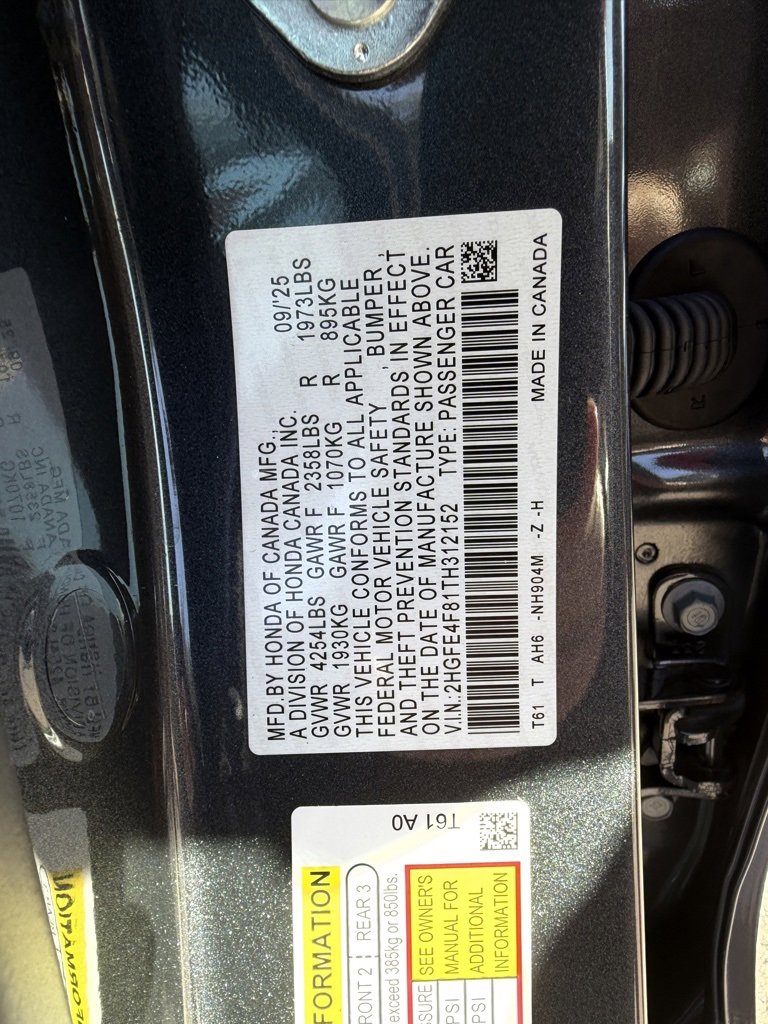 MFD.BY HONDA OF CANADA MFG.,
A DIVISION OF HONDA CANADA INC. 09/'25
GVWR 4254LBS GAWR F 2358LBS R 1973LBS
GVWR 1930KG GAWR F 1070KG R 895KG
THIS VEHICLE CONFORMS TO ALL APPLICABLE
FEDERAL MOTOR VEHICLE SAFETY , BUMPER ,
AND THEFT PREVENTION STANDARDS IN EFFECT
ON THE DATE OF MANUFACTURE SHOWN ABOVE.
V.I.N.:2HGFE4F81TH312152 TYPE: PASSENGER CAR
T61 T AH6 -NH904M -Z -H MADE IN CANADA
T61 A0
FORMATION
RONT 2 REAR 3
exceed 385kg or 850lbs.
SSURE SEE OWNER'S
PSI MANUAL FOR
PSI ADDITIONAL
INFORMATION